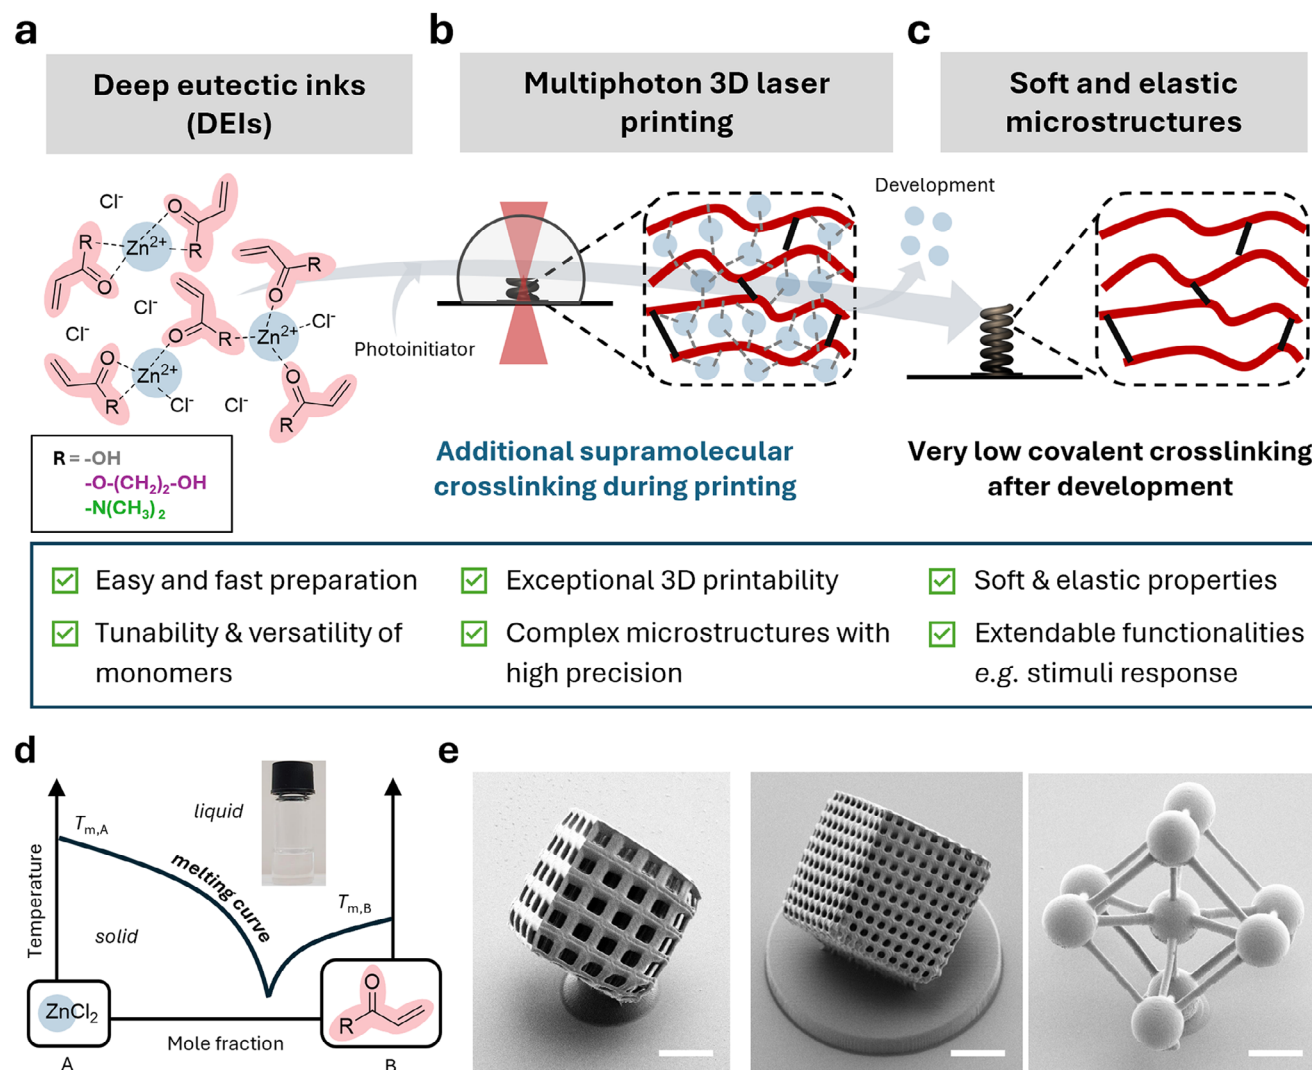 a
Deep eutectic inks
(DEIs)
Cl⁻
O
R
Zn²⁺
R
O
R
O
Cl⁻
Cl⁻
O
R
Zn²⁺
Cl⁻
O
R
Zn²⁺
Cl⁻
Cl⁻
O
R
R = -OH
-O-(CH₂)₂-OH
-N(CH₃)₂
b
Multiphoton 3D laser
printing
Photoinitiator
Development
Additional supramolecular
crosslinking during printing
c
Soft and elastic
microstructures
Very low covalent crosslinking
after development
Easy and fast preparation
Tunability & versatility of
monomers
Exceptional 3D printability
Complex microstructures with
high precision
Soft & elastic properties
Extendable functionalities
e.g. stimuli response
d
Temperature
Tm,A
liquid
melting curve
Tm,B
solid
ZnCl₂
O
R
Mole fraction
A
B
e